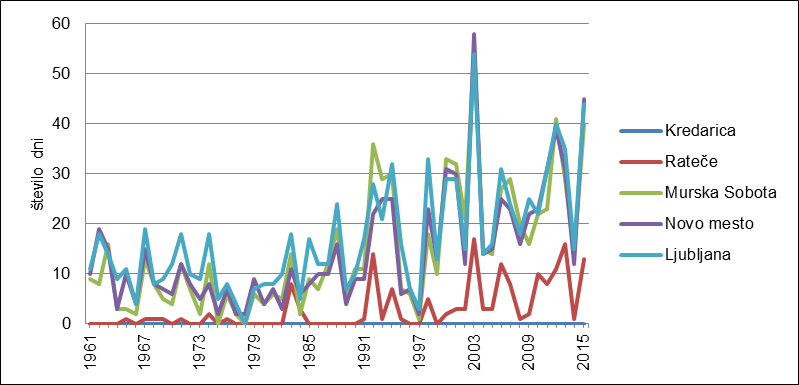 60
50
40
30
20
10
0
število dni
1961
1967
1973
1979
1985
1991
1997
2003
2009
2015
Kredarica
Rateče
Murska Sobota
Novo mesto
Ljubljana